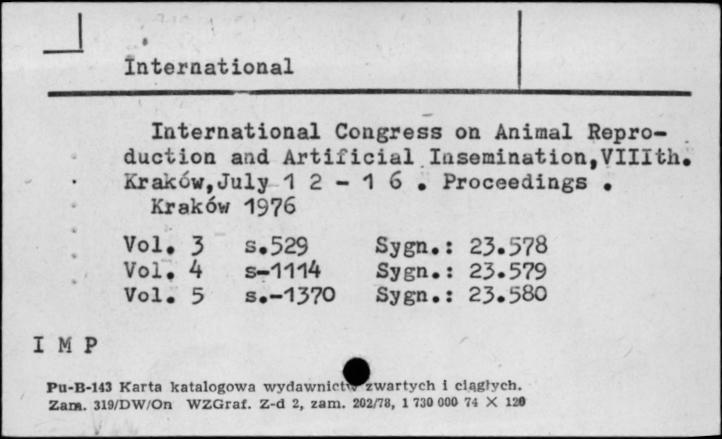 International
International Congress on Animal Repro-
duction and Artificial Insemination,VIIIth.
Kraków,July 1 2 - 1 6 . Proceedings .
Kraków 1976
Vol. 3 s.529 Sygn.: 23.578
Vol. 4 s-1114 Sygn.: 23.579
Vol. 5 s.-1370 Sygn.: 23.580
I M P
Pu-B-143 Karta katalogowa wydawnictw zwartych i ciągłych.
Zam. 319/DW/On WZGraf. Z-d 2, zam. 202/78, 1 730 000 74 X 120